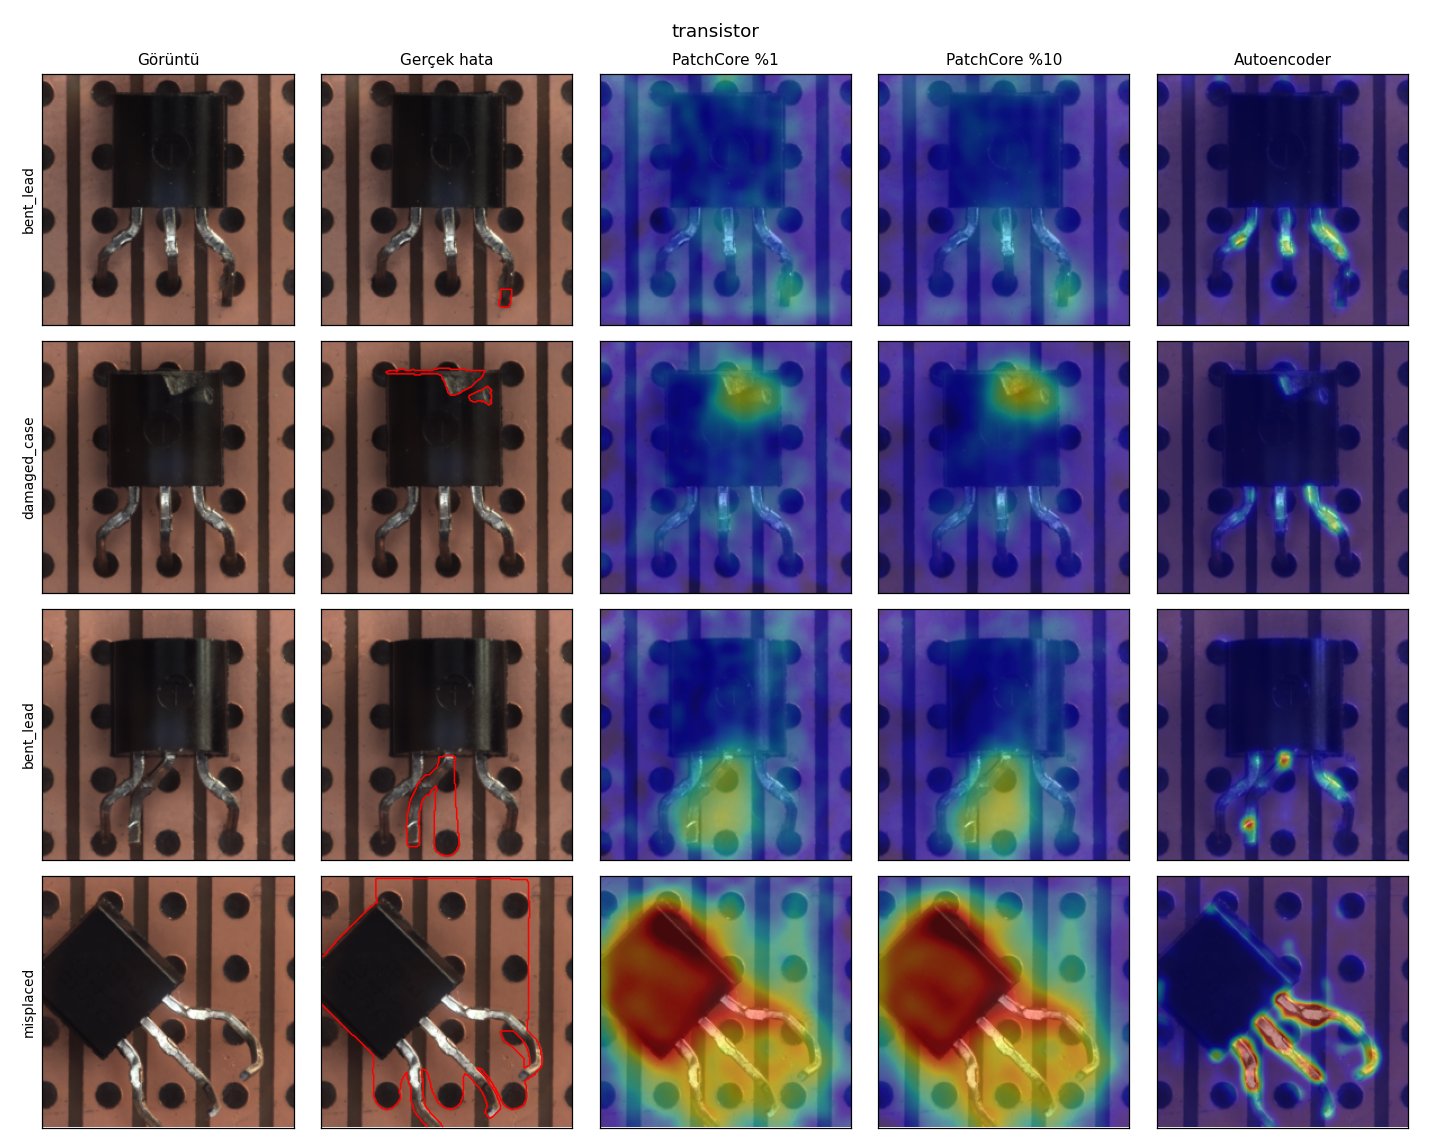 transistor
Görüntü
Gerçek hata
PatchCore %1
PatchCore %10
Autoencoder
bent_lead
damaged_case
bent_lead
misplaced